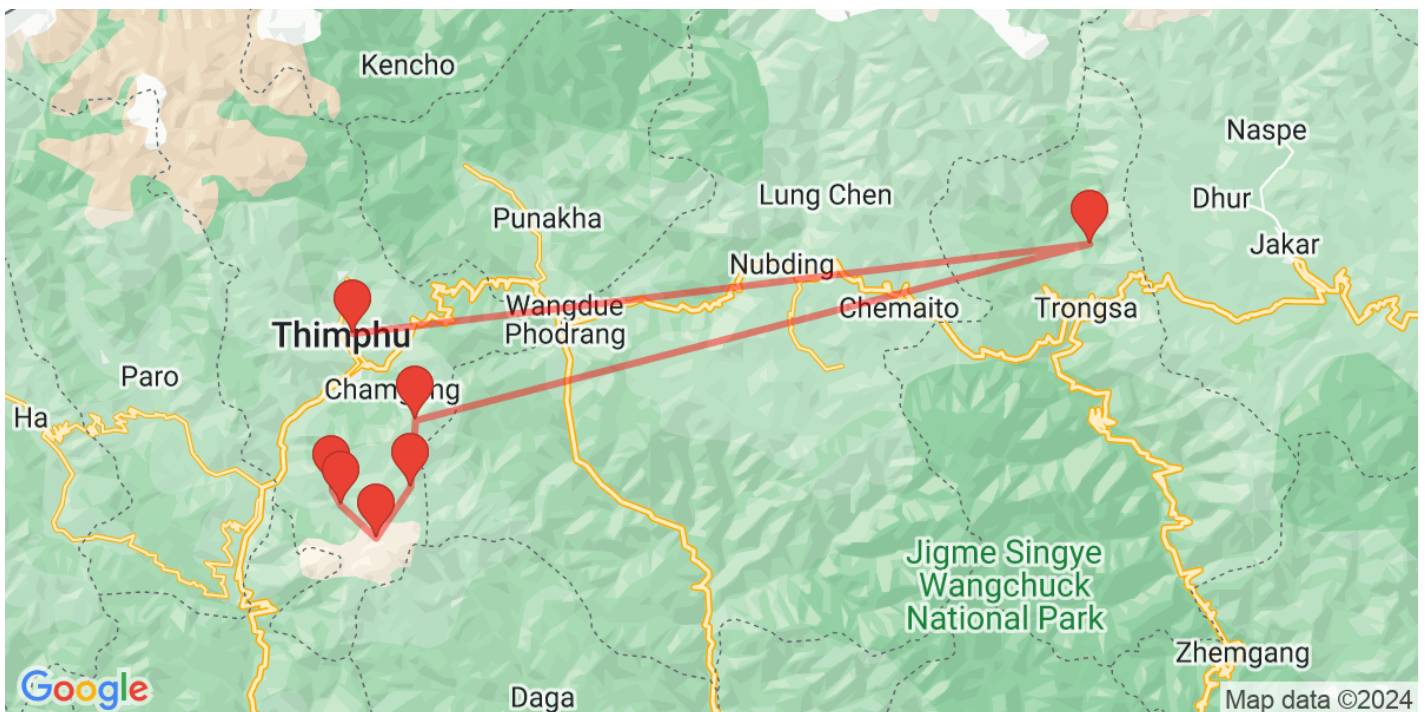 Kencho
Naspe
Dhur
Lung Chen
Punakha
Jakar
Nubding
Wangdue
Phodrang
Chemaito
Trongsa
Thimphu
Paro
Ha
Jigme Singye
Wangchuck
National Park
Zhemgang
Daga
Google
Map data ©2024